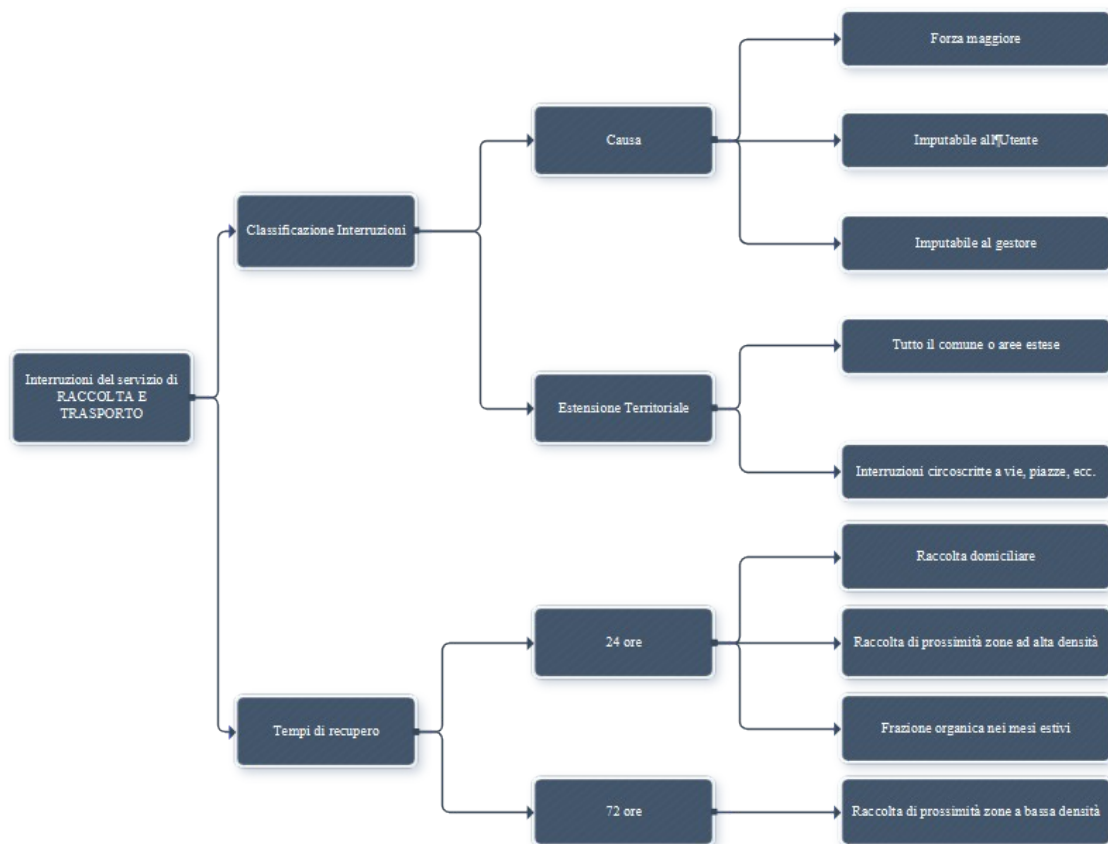 Forza maggiore
Causa
Imputabile all¶Utente
Classificazione Interruzioni
Imputabile al gestore
Tutto il comune o aree estese
Interruzioni del servizio di
RACCOLTA E
TRASPORTO
Estensione Territoriale
Interruzioni circoscritte a vie, piazze, ecc.
Raccolta domiciliare
24 ore
Raccolta di prossimità zone ad alta densità
Tempi di recupero
Frazione organica nei mesi estivi
72 ore
Raccolta di prossimità zone a bassa densità